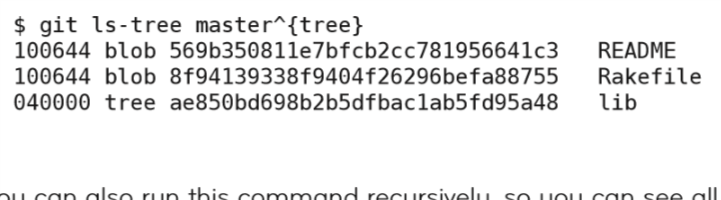 $ git ls-tree master^{tree}
100644 blob 569b350811e7bfcb2cc781956641c3   README
100644 blob 8f94139338f9404f26296befa88755   Rakefile
040000 tree ae850bd698b2b5dfbac1ab5fd95a48   lib
ou can also run this command recursively, so you can see all